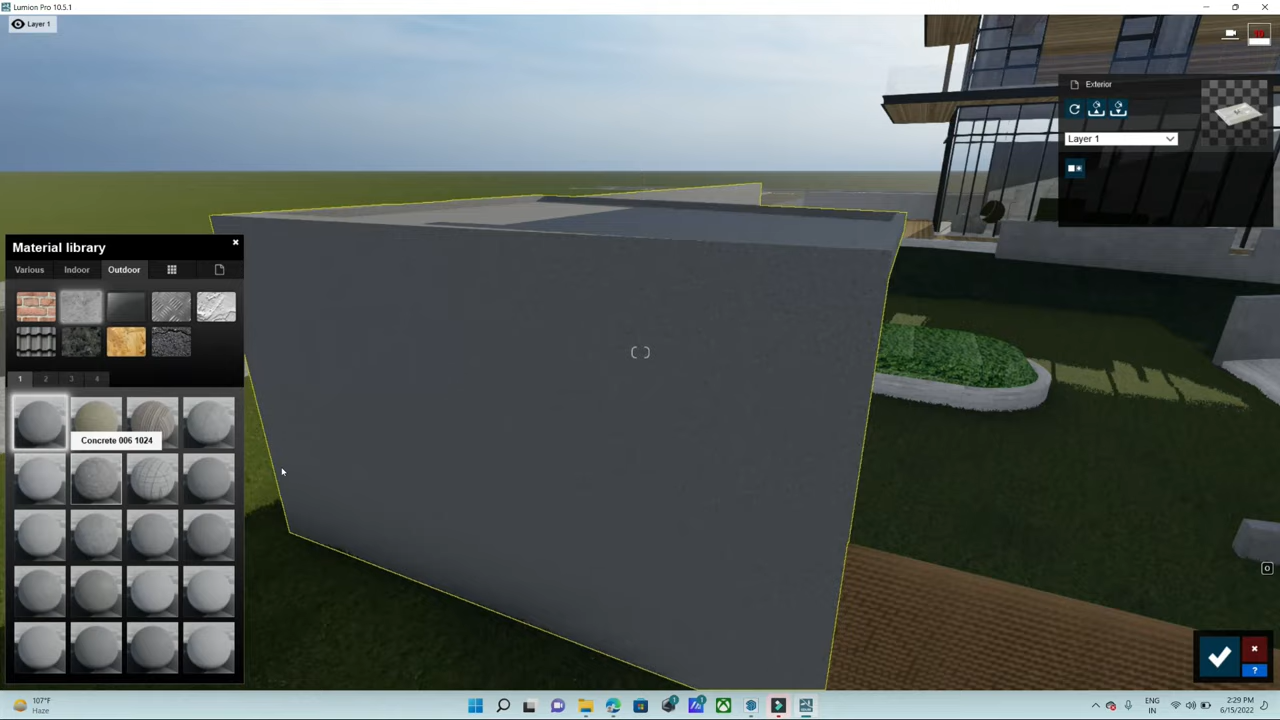 Lumion Pro 10.5.1
Layer 1
Exterior
Layer 1
Material library
Various Indoor Outdoor
1 2 3 4
Concrete 006 1024
?
107°F
Haze
ENG
IN
2:29 PM
6/15/2022